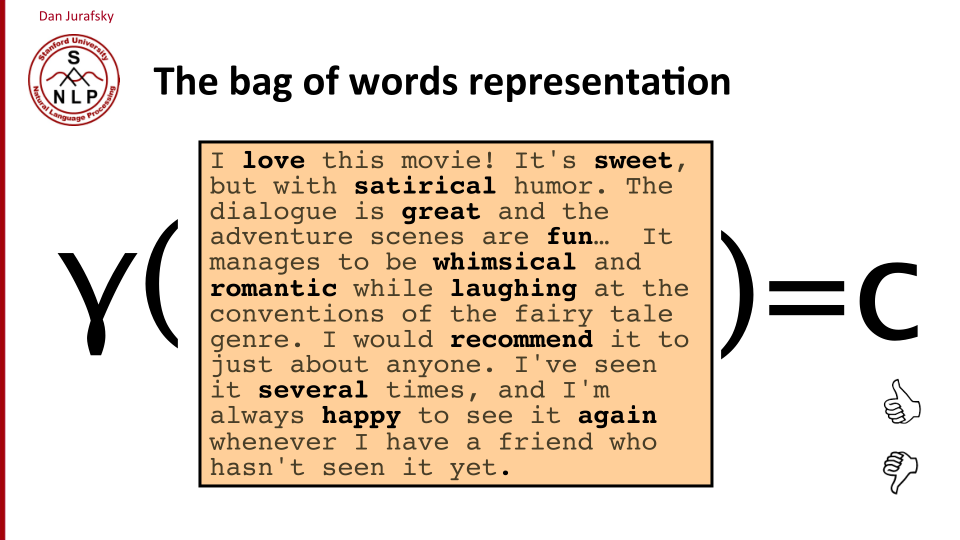 Dan Jurafsky
Stanford University
S
NLP
Natural Language Processing
The bag of words representation
γ(
I love this movie! It's sweet,
but with satirical humor. The
dialogue is great and the
adventure scenes are fun… It
manages to be whimsical and
romantic while laughing at the
conventions of the fairy tale
genre. I would recommend it to
just about anyone. I've seen
it several times, and I'm
always happy to see it again
whenever I have a friend who
hasn't seen it yet.
)=c